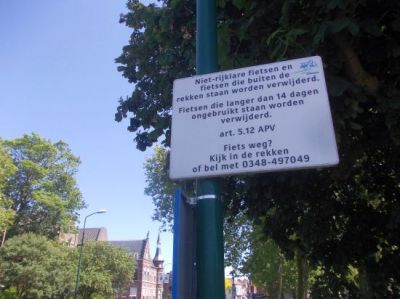 Niet-rijklare fietsen en
fietsen die buiten de
rekken staan worden verwijderd.
Fietsen die langer dan 14 dagen
ongebruikt staan worden
verwijderd.
art. 5.12 APV
Fiets weg?
Kijk in de rekken
of bel met 0348-497049